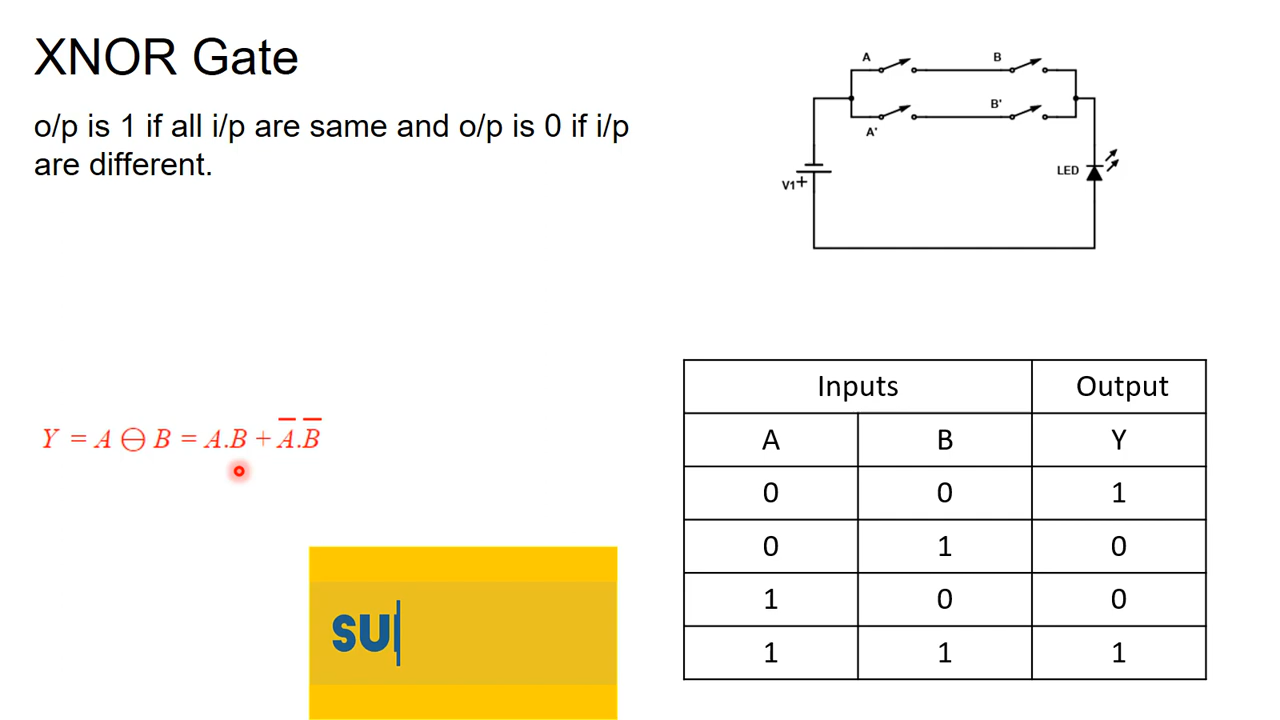 XNOR Gate
o/p is 1 if all i/p are same and o/p is 0 if i/p
are different.
A B
B'
A'
LED
V1+
Y = A ⊖ B = A.B + A̅.B̅
Inputs Output
A B Y
0 0 1
0 1 0
1 0 0
1 1 1
SU